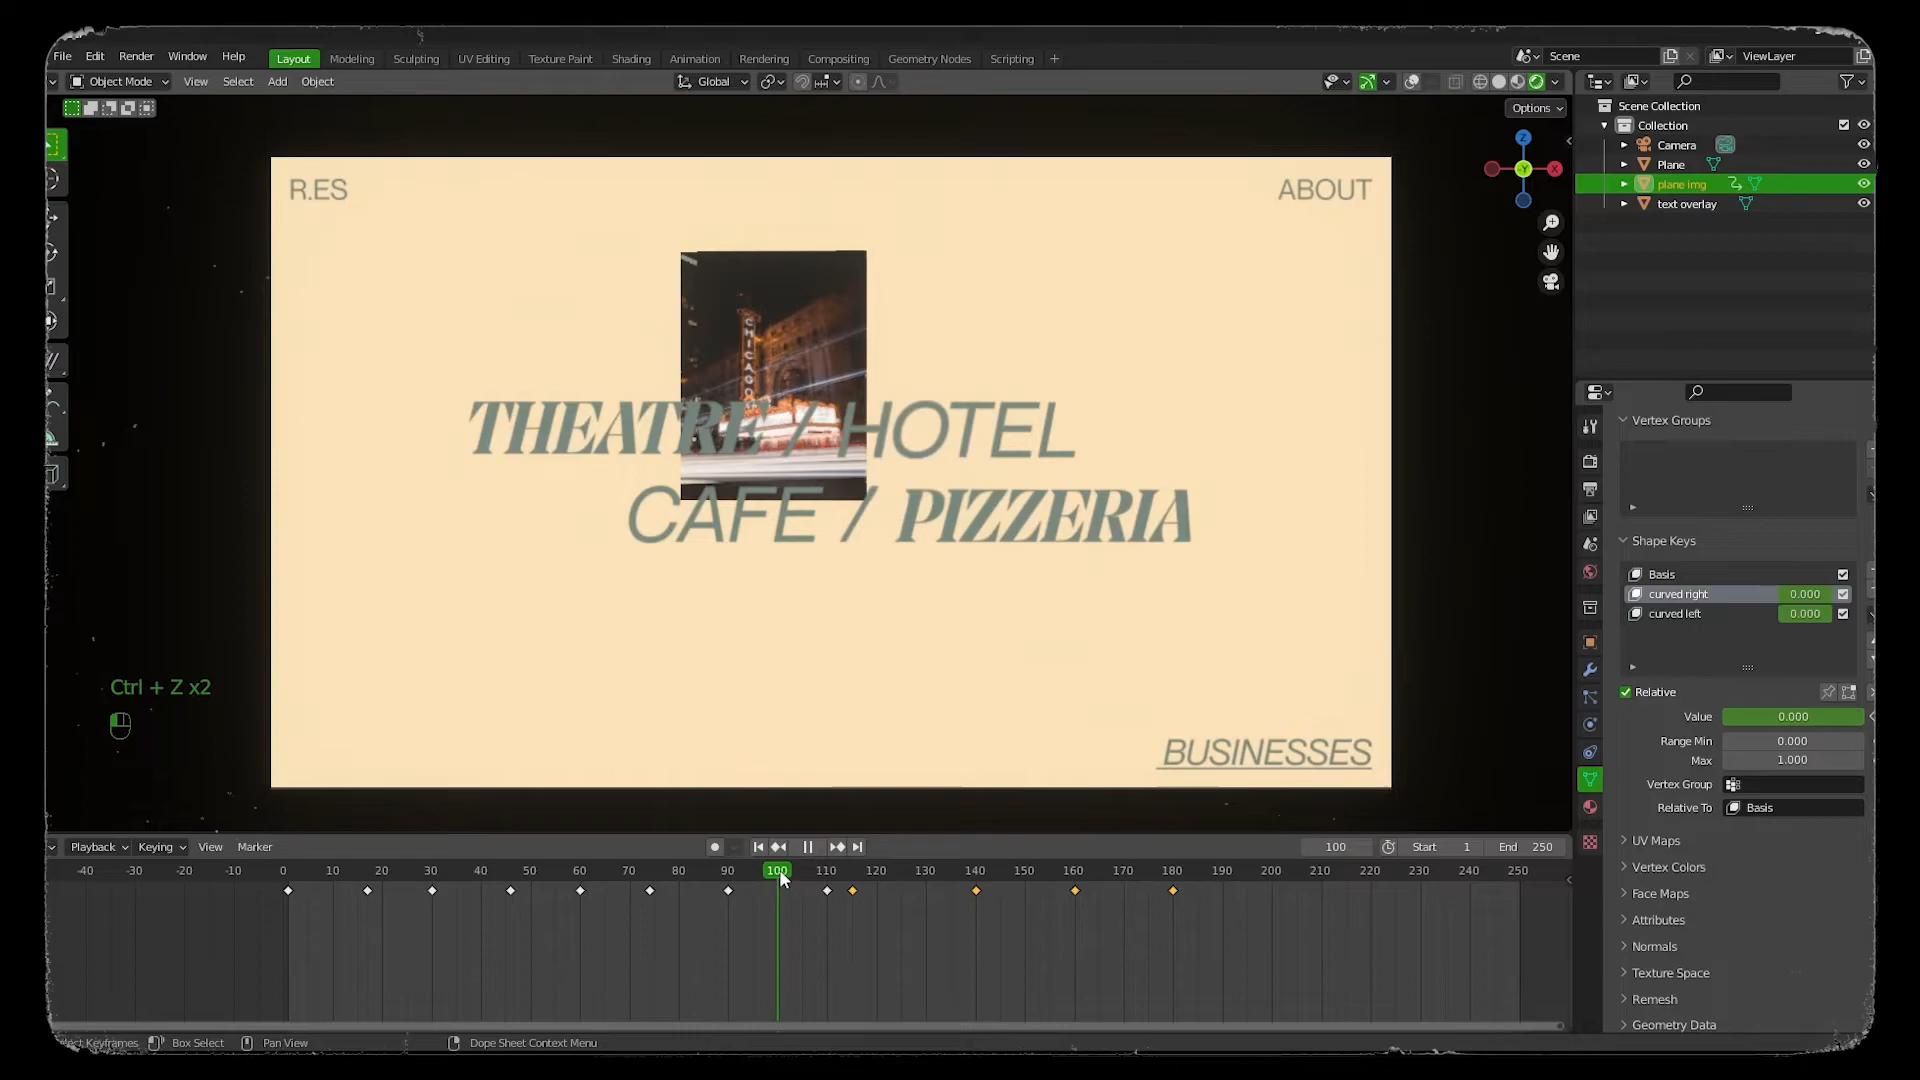 File Edit Render Window Help Layout Modeling Sculpting UV Editing Texture Paint Shading Animation Rendering Compositing Geometry Nodes Scripting + Scene ViewLayer
Object Mode View Select Add Object Global
Options
Scene Collection
Collection
Camera
Plane
plane img
text overlay
R.ES ABOUT
CHICAGO
THEATRE / HOTEL
CAFE / PIZZERIA
BUSINESSES
Ctrl + Z x2
Vertex Groups
Shape Keys
Basis
curved right 0.000
curved left 0.000
Relative
Value 0.000
Range Min 0.000
Max 1.000
Vertex Group
Relative To Basis
UV Maps
Vertex Colors
Face Maps
Attributes
Normals
Texture Space
Remesh
Geometry Data
Playback Keying View Marker 100 Start 1 End 250
-40 -30 -20 -10 0 10 20 30 40 50 60 70 80 90 100 110 120 130 140 150 160 170 180 190 200 210 220 230 240 250
Keyframes Box Select Pan View Dope Sheet Context Menu